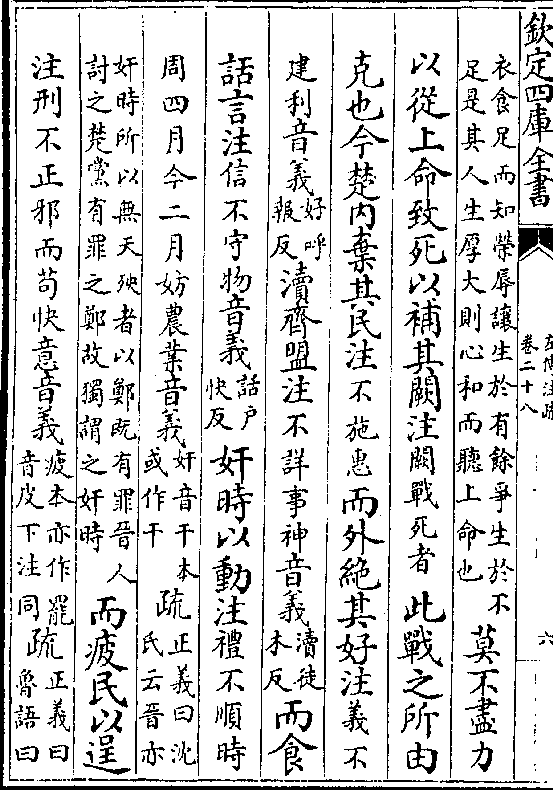 欽定四庫全書
左傳注疏
卷二十八
六
衣食足而知榮辱讓生於有餘爭生於不
足是其人生厚大則心和而聽上命也
莫不盡力
以從上命致死以補其闕注闕戰死者此戰之所由
克也今楚内棄其民注不施惠而外絶其好注義不
建利音義好呼報反瀆齊盟注不詳事神音義瀆徒木反而食
話言注信不守物音義話户快反奸時以動注禮不順時
周四月今二月妨農業音義奸音干本或作干疏正義曰沈氏云晉亦
奸時所以無天殃者以鄭既有罪晉人
討之楚黨有罪之鄭故獨謂之奸時
而疲民以逞
注刑不正邪而苟快意音義疲本亦作罷音皮下注同疏正義曰魯語曰